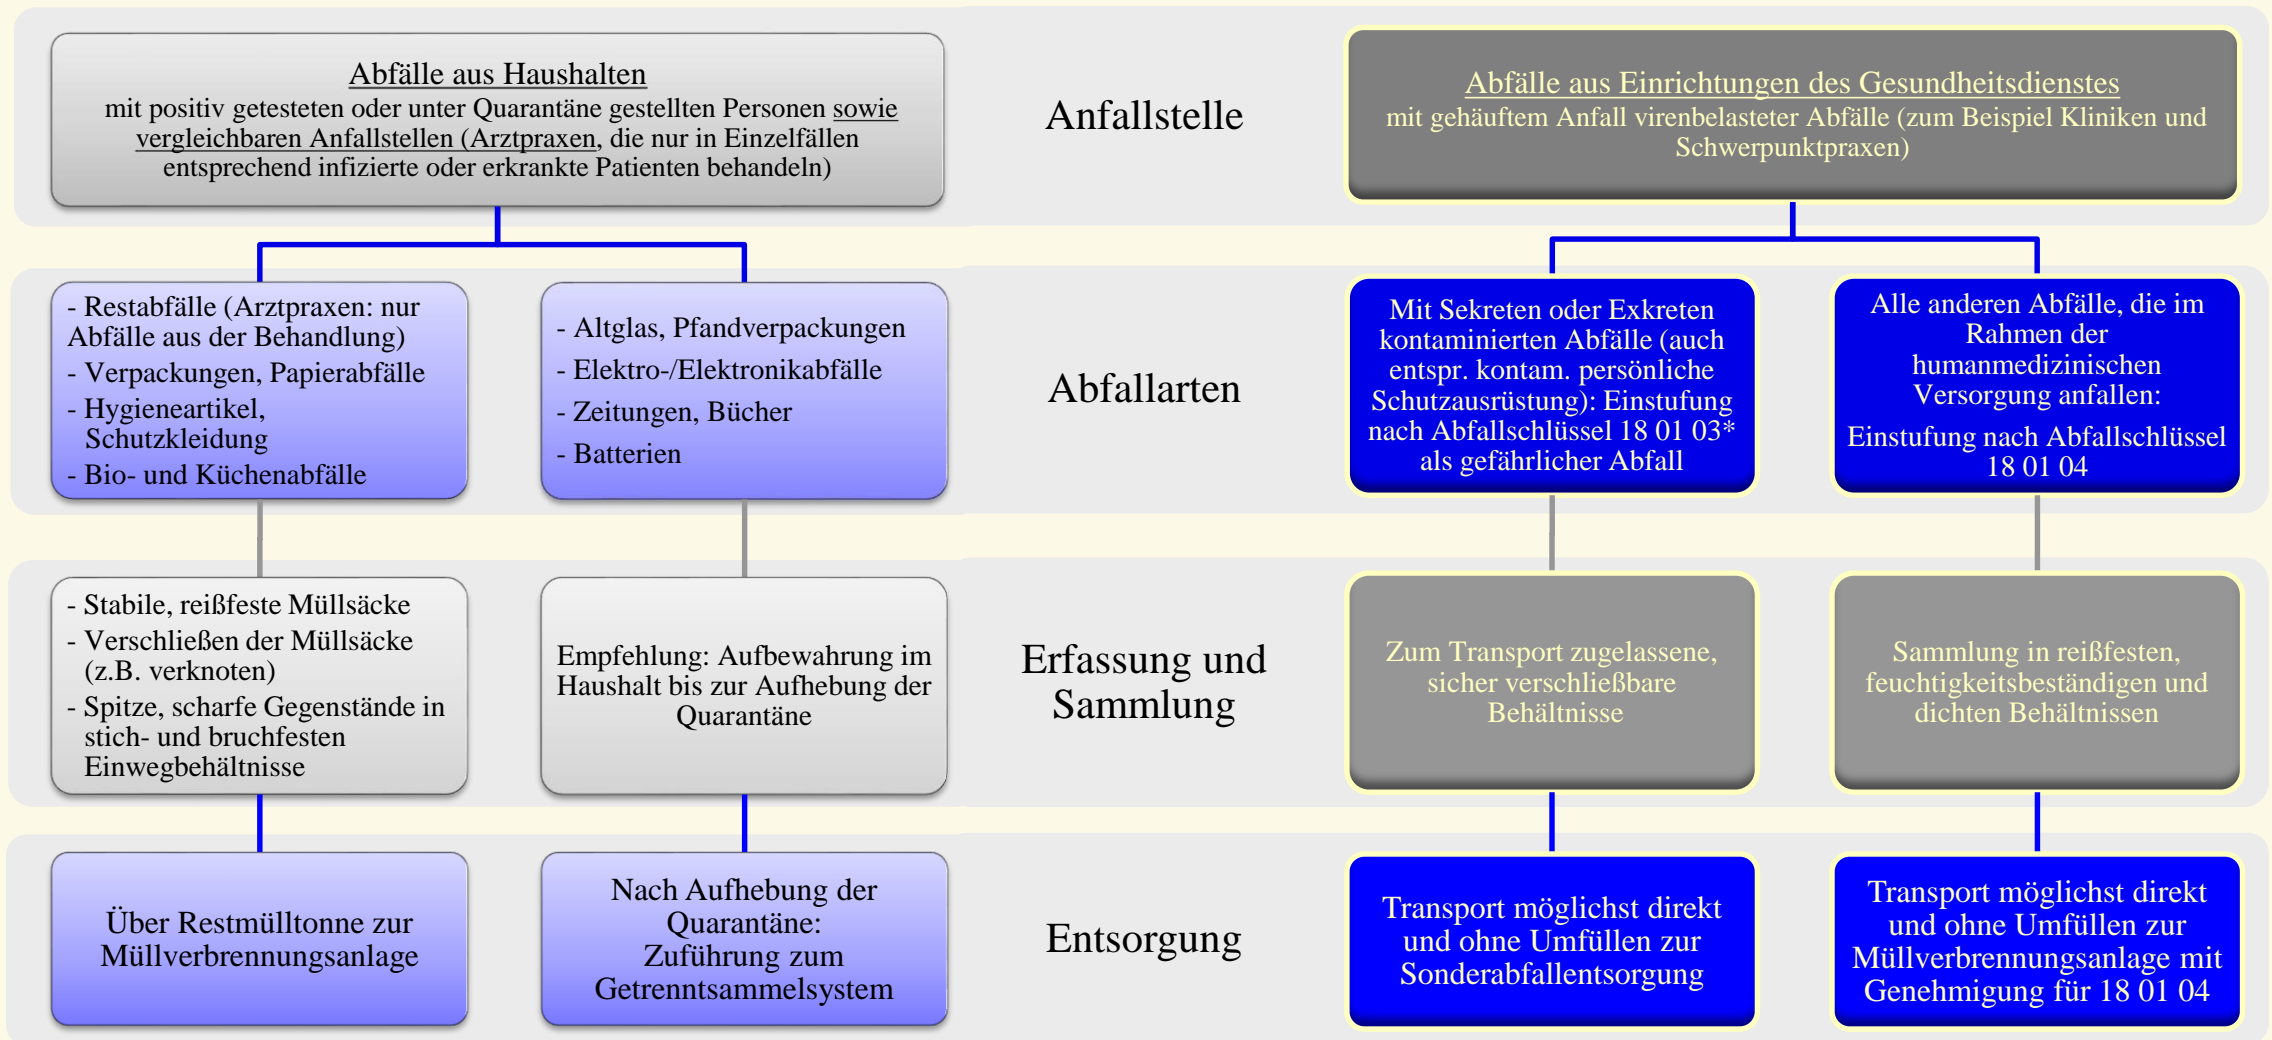 Abfälle aus Haushalten
mit positiv getesteten oder unter Quarantäne gestellten Personen sowie
vergleichbaren Anfallstellen (Arztpraxen, die nur in Einzelfällen
entsprechend infizierte oder erkrankte Patienten behandeln)
Anfallstelle
Abfälle aus Einrichtungen des Gesundheitsdienstes
mit gehäuftem Anfall virenbelasteter Abfälle (zum Beispiel Kliniken und
Schwerpunktpraxen)
- Restabfälle (Arztpraxen: nur
Abfälle aus der Behandlung)
- Verpackungen, Papierabfälle
- Hygieneartikel,
Schutzkleidung
- Bio- und Küchenabfälle
- Altglas, Pfandverpackungen
- Elektro-/Elektronikabfälle
- Zeitungen, Bücher
- Batterien
Abfallarten
Mit Sekreten oder Exkreten
kontaminierten Abfälle (auch
entspr. kontam. persönliche
Schutzausrüstung): Einstufung
nach Abfallschlüssel 18 01 03*
als gefährlicher Abfall
Alle anderen Abfälle, die im
Rahmen der
humanmedizinischen
Versorgung anfallen:
Einstufung nach Abfallschlüssel
18 01 04
- Stabile, reißfeste Müllsäcke
- Verschließen der Müllsäcke
(z.B. verknoten)
- Spitze, scharfe Gegenstände in
stich- und bruchfesten
Einwegbehältnisse
Empfehlung: Aufbewahrung im
Haushalt bis zur Aufhebung der
Quarantäne
Erfassung und
Sammlung
Zum Transport zugelassene,
sicher verschließbare
Behältnisse
Sammlung in reißfesten,
feuchtigkeitsbeständigen und
dichten Behältnissen
Über Restmülltonne zur
Müllverbrennungsanlage
Nach Aufhebung der
Quarantäne:
Zuführung zum
Getrenntsammelsystem
Entsorgung
Transport möglichst direkt
und ohne Umfüllen zur
Sonderabfallentsorgung
Transport möglichst direkt
und ohne Umfüllen zur
Müllverbrennungsanlage mit
Genehmigung für 18 01 04